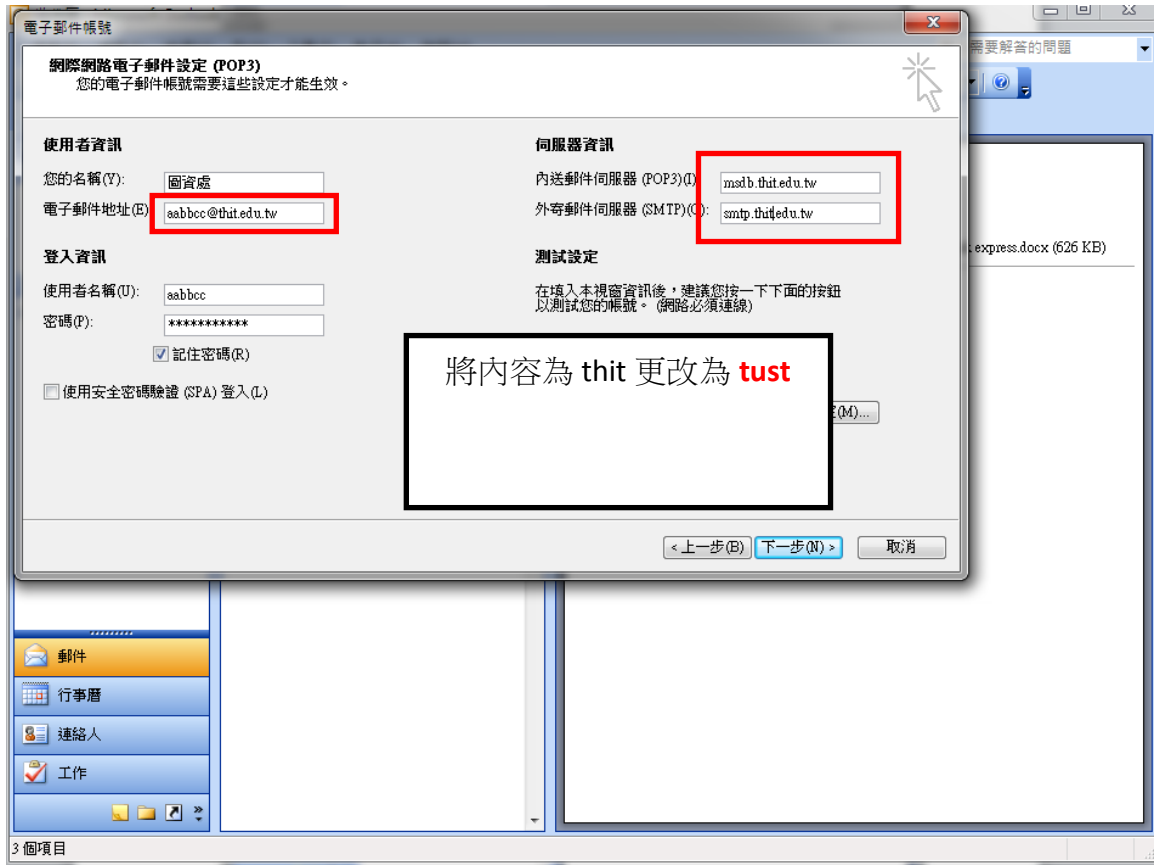 電子郵件帳號
需要解答的問題
網際網路電子郵件設定 (POP3)
您的電子郵件帳號需要這些設定才能生效。
使用者資訊
您的名稱(Y):
圖資處
電子郵件地址(E
aabbcc@thit.edu.tw
伺服器資訊
內送郵件伺服器 (POP3)(I)
msdb.thit.edu.tw
外寄郵件伺服器 (SMTP)(O):
smtp.thit.edu.tw
express.docx (626 KB)
登入資訊
使用者名稱(U):
aabbcc
密碼(P):
***********
記住密碼(R)
使用安全密碼驗證 (SPA) 登入(L)
測試設定
在填入本視窗資訊後，建議您按一下下面的按鈕
以測試您的帳號。 (網路必須連線)
將內容為 thit 更改為 tust
(M)...
< 上一步(B)
下一步(N) >
取消
郵件
行事曆
連絡人
工作
3 個項目